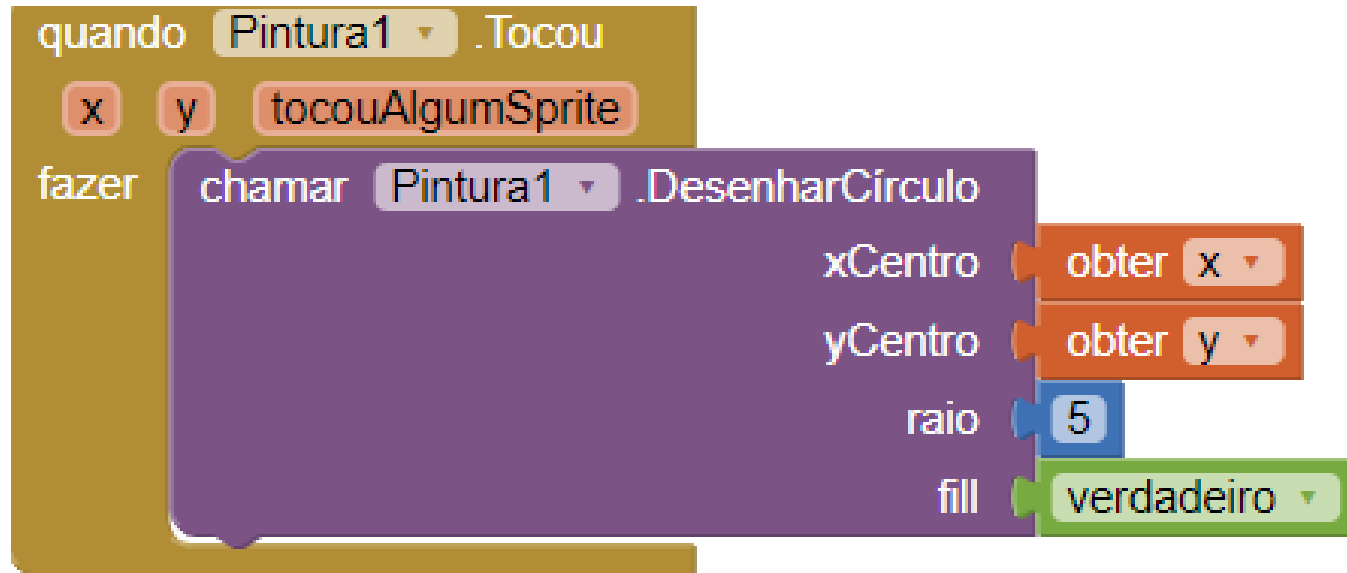 quando Pintura1 .Tocou
x y tocouAlgumSprite
fazer chamar Pintura1 .DesenharCírculo
xCentro obter x
yCentro obter y
raio 5
fill verdadeiro